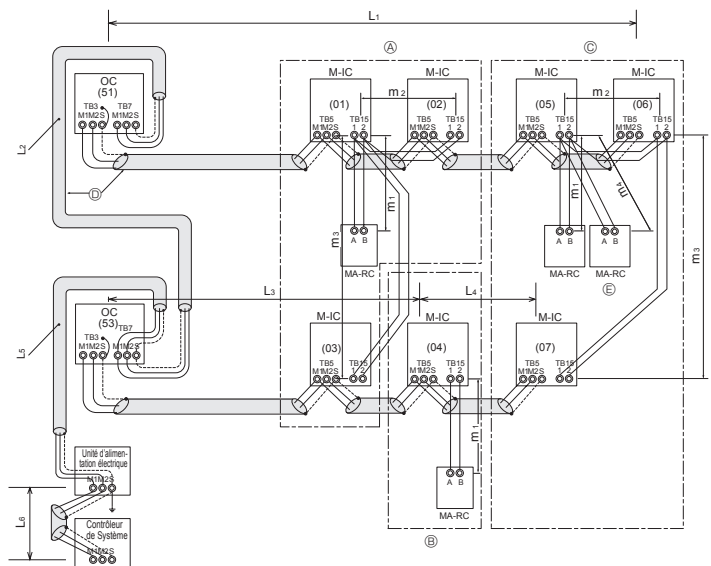 L1
Ⓐ Ⓒ
OC
(51)
TB3 TB7
M1M2S M1M2S
M-IC
(01)
TB5 TB15
M1M2S 1 2
m2
M-IC
(02)
TB5 TB15
M1M2S 1 2
M-IC
(05)
TB5 TB15
M1M2S 1 2
m2
M-IC
(06)
TB5 TB15
M1M2S 1 2
L2
Ⓓ
m1
m3
A B
MA-RC
m1
m4
A B
MA-RC
A B
MA-RC
Ⓔ
m3
L3
L4
L5
OC
(53)
TB3 TB7
M1M2S M1M2S
M-IC
(03)
TB5 TB15
M1M2S 1 2
M-IC
(04)
TB5 TB15
M1M2S 1 2
M-IC
(07)
TB5 TB15
M1M2S 1 2
m1
A B
MA-RC
Ⓑ
Unité d'alimen-
tation électrique
M1M2S
L6
Contrôleur
de Système
M1M2S